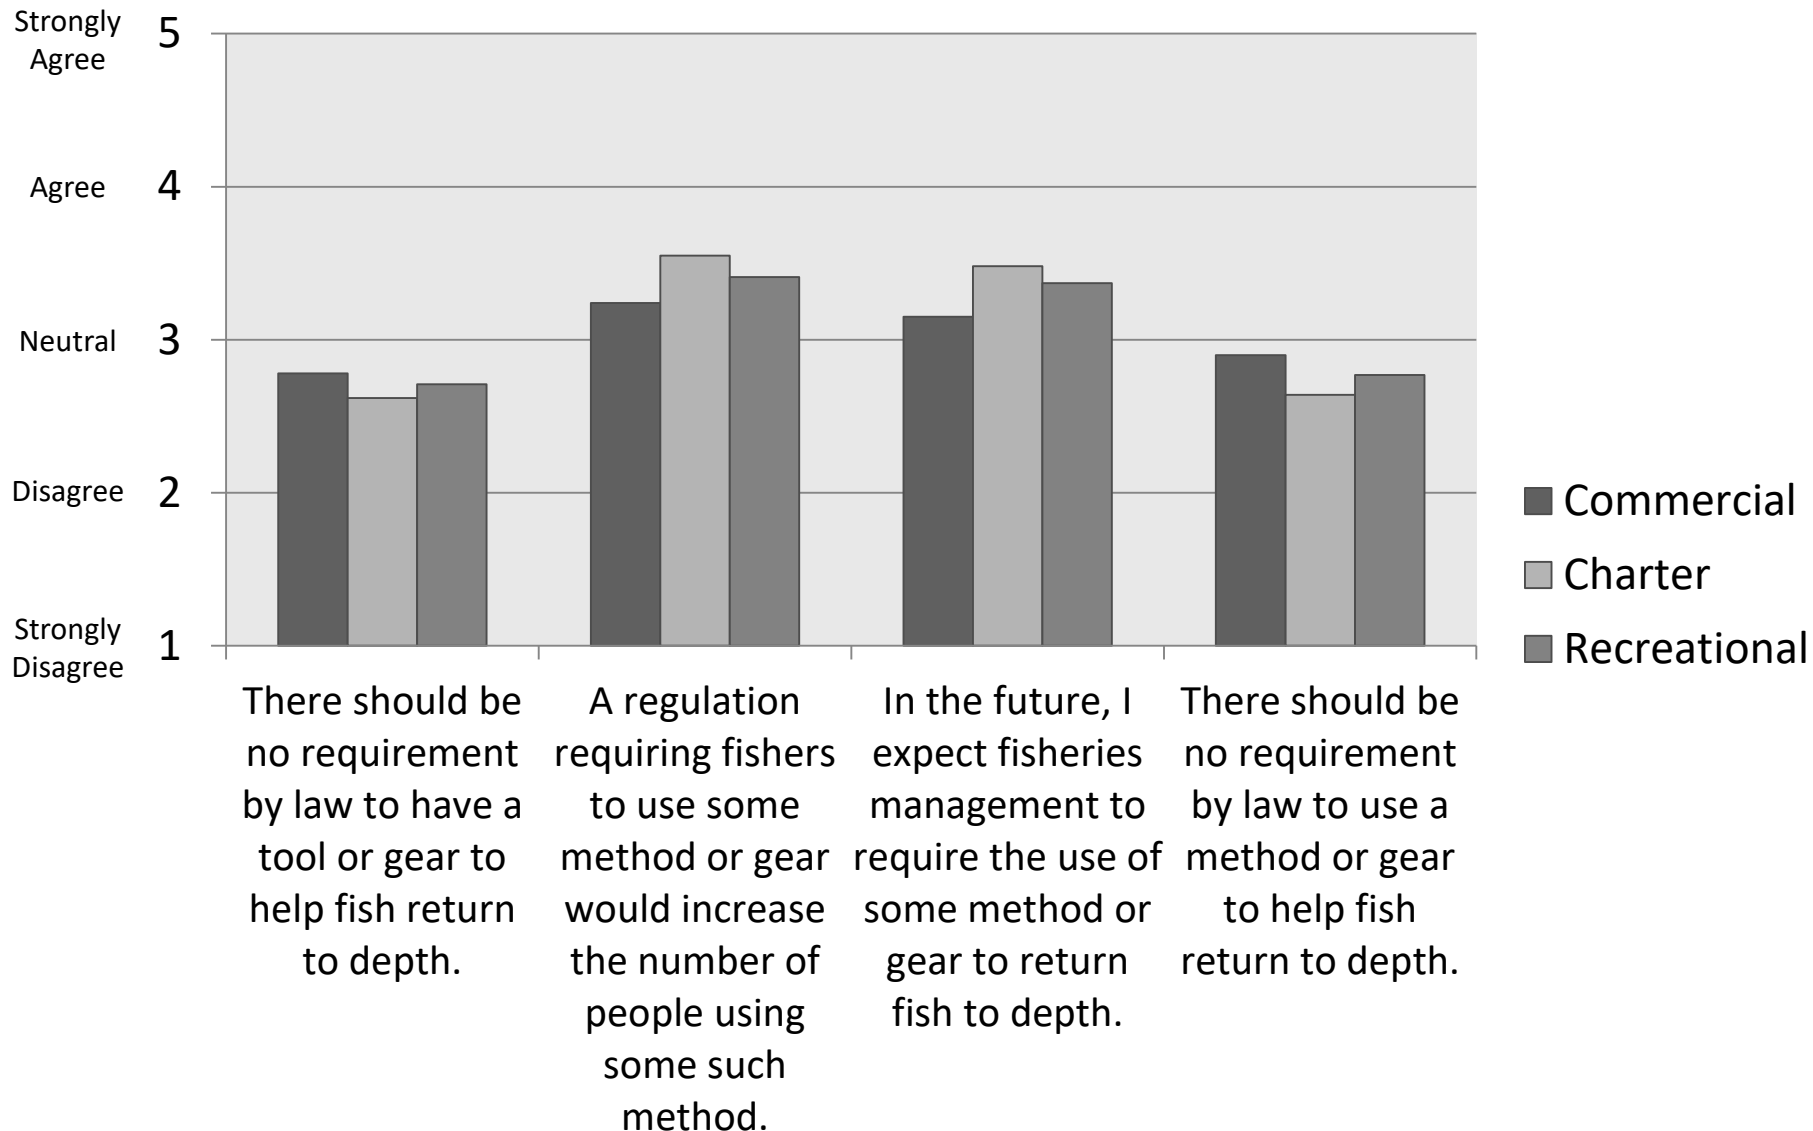 Strongly
Agree
5
Agree
4
Neutral
3
Disagree
2
Strongly
Disagree
1
There should be
no requirement
by law to have a
tool or gear to
help fish return
to depth.
A regulation
requiring fishers
to use some
method or gear
would increase
the number of
people using
some such
method.
In the future, I
expect fisheries
management to
require the use of
some method or
gear to return
fish to depth.
There should be
no requirement
by law to use a
method or gear
to help fish
return to depth.
Commercial
Charter
Recreational